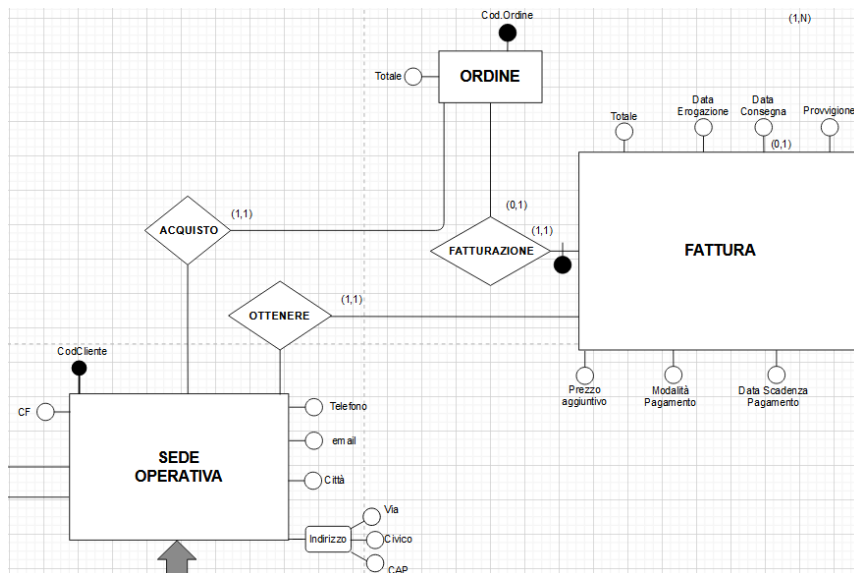 Cod.Ordine
(1,N)
Totale
ORDINE
Totale
Data
Erogazione
Data
Consegna
Provvigione
(0,1)
ACQUISTO
(1,1)
(0,1)
(1,1)
FATTURAZIONE
FATTURA
OTTENERE
(1,1)
CodCliente
Prezzo
aggiuntivo
Modalità
Pagamento
Data Scadenza
Pagamento
CF
Telefono
email
SEDE
OPERATIVA
Città
Via
Indirizzo
Civico
CAP